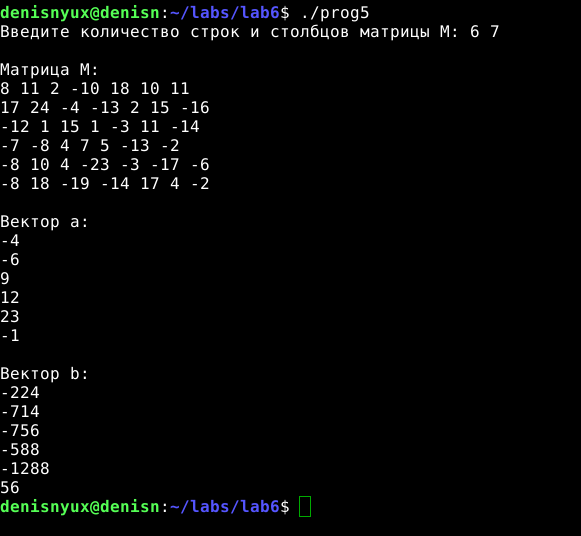 denisnyux@denisn:~/labs/lab6$ ./prog5
Введите количество строк и столбцов матрицы M: 6 7
Матрица M:
8 11 2 -10 18 10 11
17 24 -4 -13 2 15 -16
-12 1 15 1 -3 11 -14
-7 -8 4 7 5 -13 -2
-8 10 4 -23 -3 -17 -6
-8 18 -19 -14 17 4 -2
Вектор a:
-4
-6
9
12
23
-1
Вектор b:
-224
-714
-756
-588
-1288
56
denisnyux@denisn:~/labs/lab6$